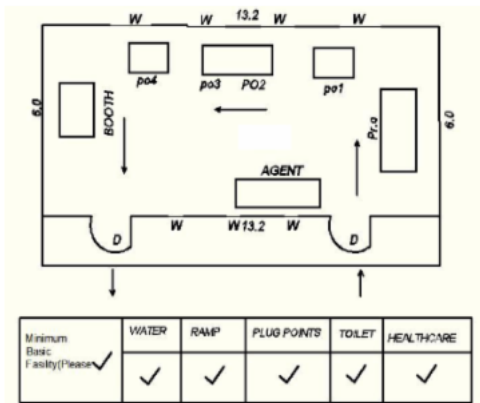 W W 13.2 W W
po4 po3 PO2 po1
6.0 BOOTH Pr.o 6.0
AGENT
D W W 13.2 W D
Minimum WATER RAMP PLUG POINTS TOILET HEALTHCARE
Basic
Fasility(Please